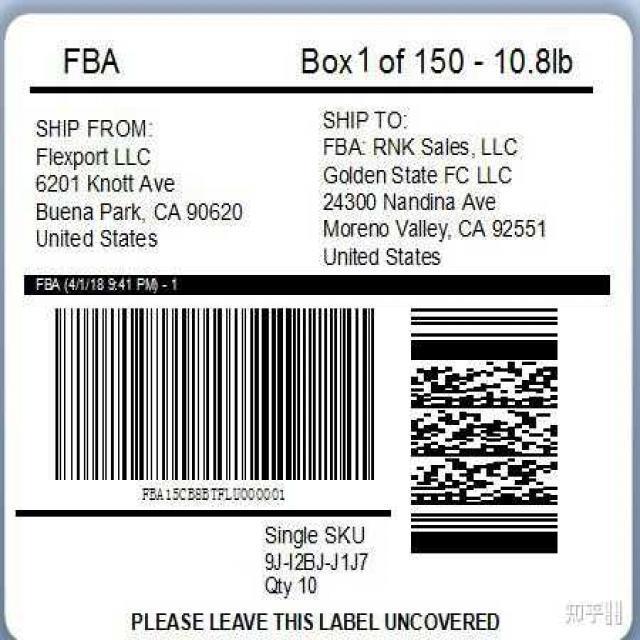 FBA
Box 1 of 150 - 10.8lb
SHIP FROM:
Flexport LLC
6201 Knott Ave
Buena Park, CA 90620
United States
SHIP TO:
FBA: RNK Sales, LLC
Golden State FC LLC
24300 Nandina Ave
Moreno Valley, CA 92551
United States
FBA (4/1/18 9:41 PM) - 1
FBA15CB8BTFLU000001
Single SKU
9J-I2BJ-J1J7
Qty 10
PLEASE LEAVE THIS LABEL UNCOVERED
知乎